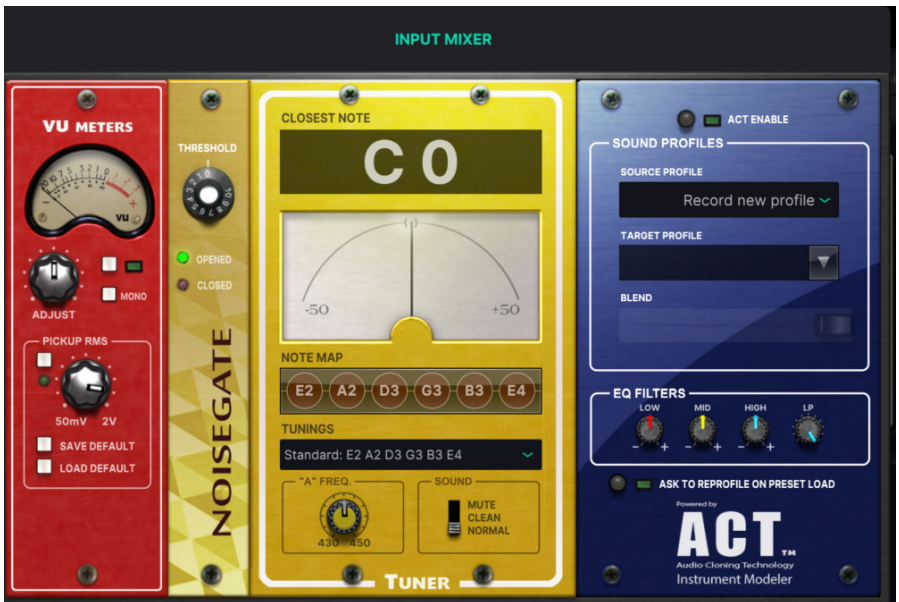 INPUT MIXER
VU METERS
VU
ADJUST
MONO
PICKUP RMS
50mV 2V
SAVE DEFAULT
LOAD DEFAULT
THRESHOLD
OPENED
CLOSED
NOISEGATE
CLOSEST NOTE
C 0
-50 +50
NOTE MAP
E2 A2 D3 G3 B3 E4
TUNINGS
Standard: E2 A2 D3 G3 B3 E4
"A" FREQ.
430 450
SOUND
MUTE
CLEAN
NORMAL
TUNER
ACT ENABLE
SOUND PROFILES
SOURCE PROFILE
Record new profile
TARGET PROFILE
BLEND
EQ FILTERS
LOW MID HIGH LP
- + - + - +
ASK TO REPROFILE ON PRESET LOAD
Powered by
ACT™
Audio Cloning Technology
Instrument Modeler